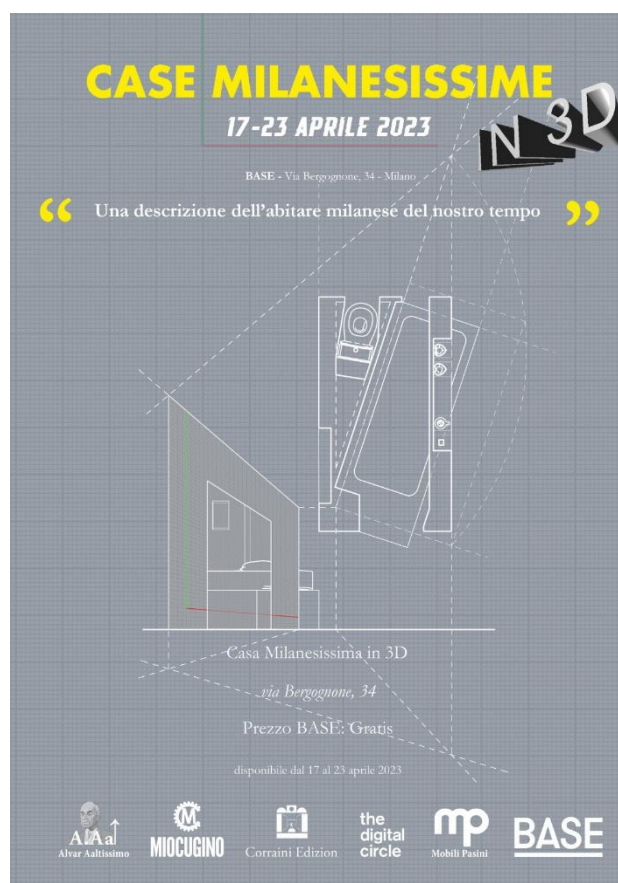 CASE MILANESISSIME
IN 3D
17-23 APRILE 2023
BASE - Via Bergognone, 34 - Milano
“ Una descrizione dell’abitare milanese del nostro tempo ”
Casa Milanesissima in 3D
via Bergognone, 34
Prezzo BASE: Gratis
disponibile dal 17 al 23 aprile 2023
AAa
Alvar Aaltissimo
MC
MIOCUGINO
Corraini Edizion
the
digital
circle
mp
Mobili Pasini
BASE